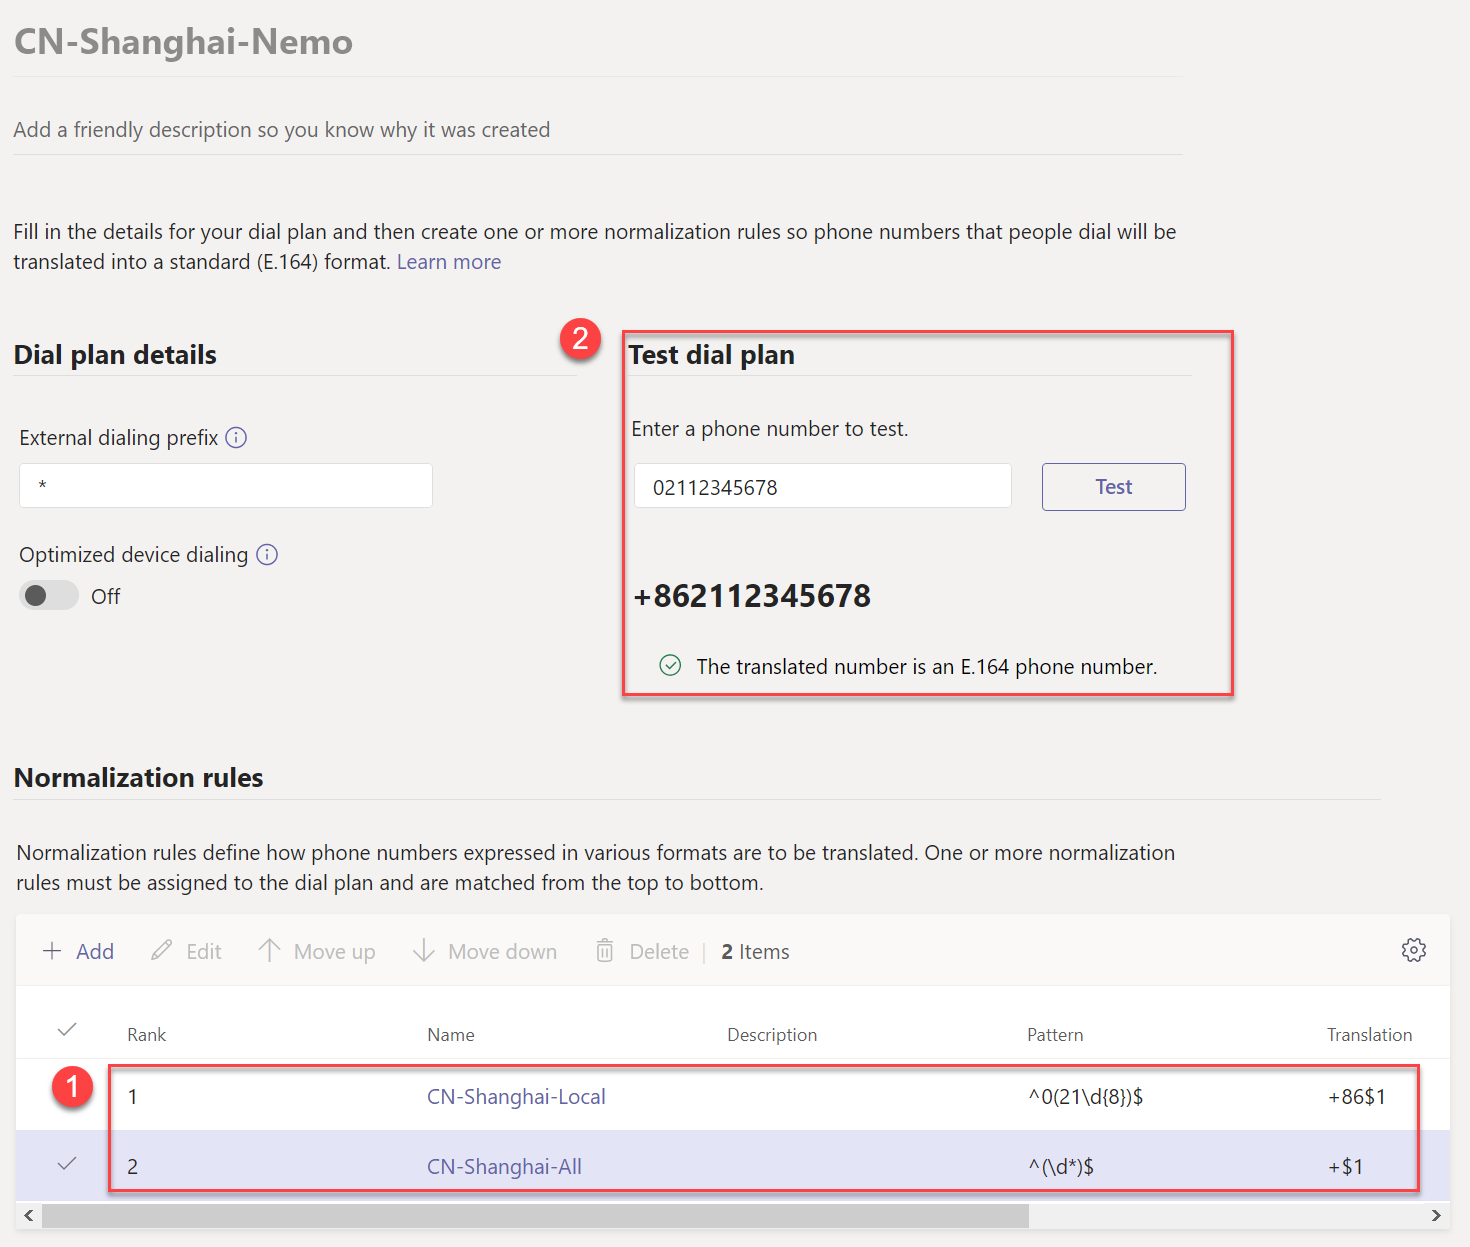 CN-Shanghai-Nemo
Add a friendly description so you know why it was created
Fill in the details for your dial plan and then create one or more normalization rules so phone numbers that people dial will be
translated into a standard (E.164) format. Learn more
Dial plan details
External dialing prefix
*
Optimized device dialing
Off
2
Test dial plan
Enter a phone number to test.
02112345678
Test
+862112345678
The translated number is an E.164 phone number.
Normalization rules
Normalization rules define how phone numbers expressed in various formats are to be translated. One or more normalization
rules must be assigned to the dial plan and are matched from the top to bottom.
+ Add Edit Move up Move down Delete | 2 Items
Rank Name Description Pattern Translation
1
1 CN-Shanghai-Local ^0(21\d{8})$ +86$1
2 CN-Shanghai-All ^(\d*)$ +$1